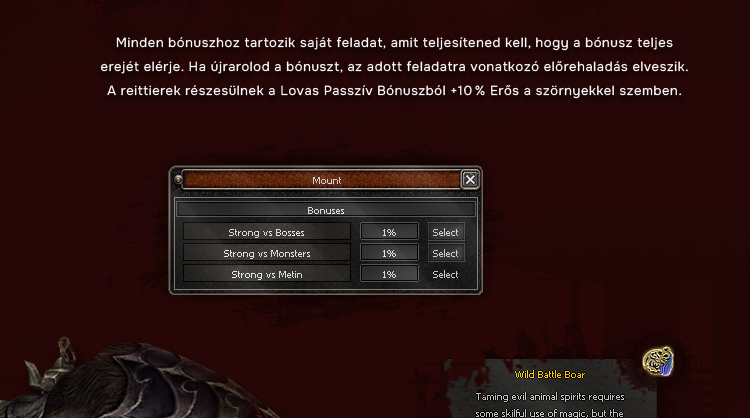 Minden bónuszhoz tartozik saját feladat, amit teljesítened kell, hogy a bónusz teljes
erejét elérje. Ha újrarolod a bónuszt, az adott feladatra vonatkozó előrehaladás elveszik.
A reittierek részesülnek a Lovas Passzív Bónuszból +10 % Erős a szörnyekkel szemben.
Mount
Bonuses
Strong vs Bosses 1% Select
Strong vs Monsters 1% Select
Strong vs Metin 1% Select
Wild Battle Boar
Taming evil animal spirits requires
some skilful use of magic, but the